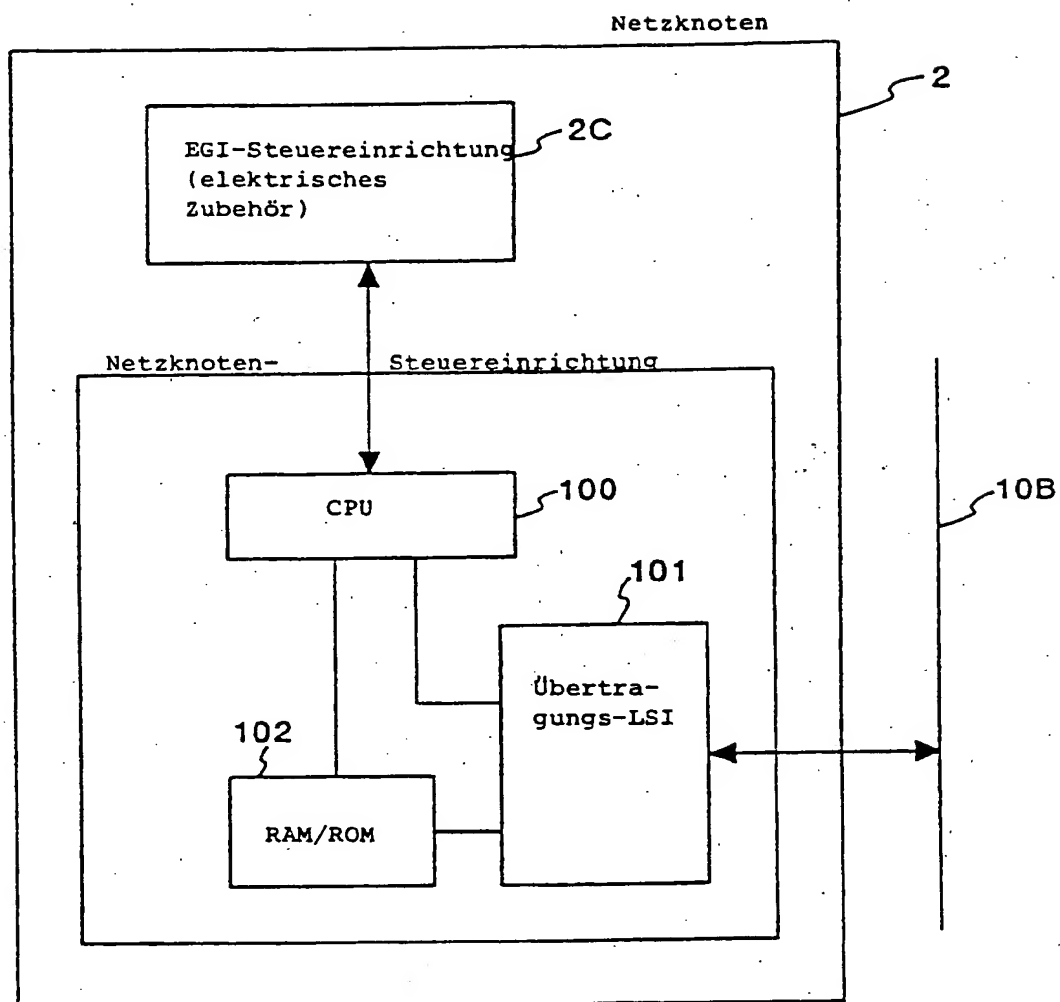 Netzknoten
2
2C
EGI-Steuereinrichtung
(elektrisches
Zubehör)
Netzknoten- Steuereinrichtung
CPU
100
10B
101
Übertra-
gungs-LSI
102
RAM/ROM